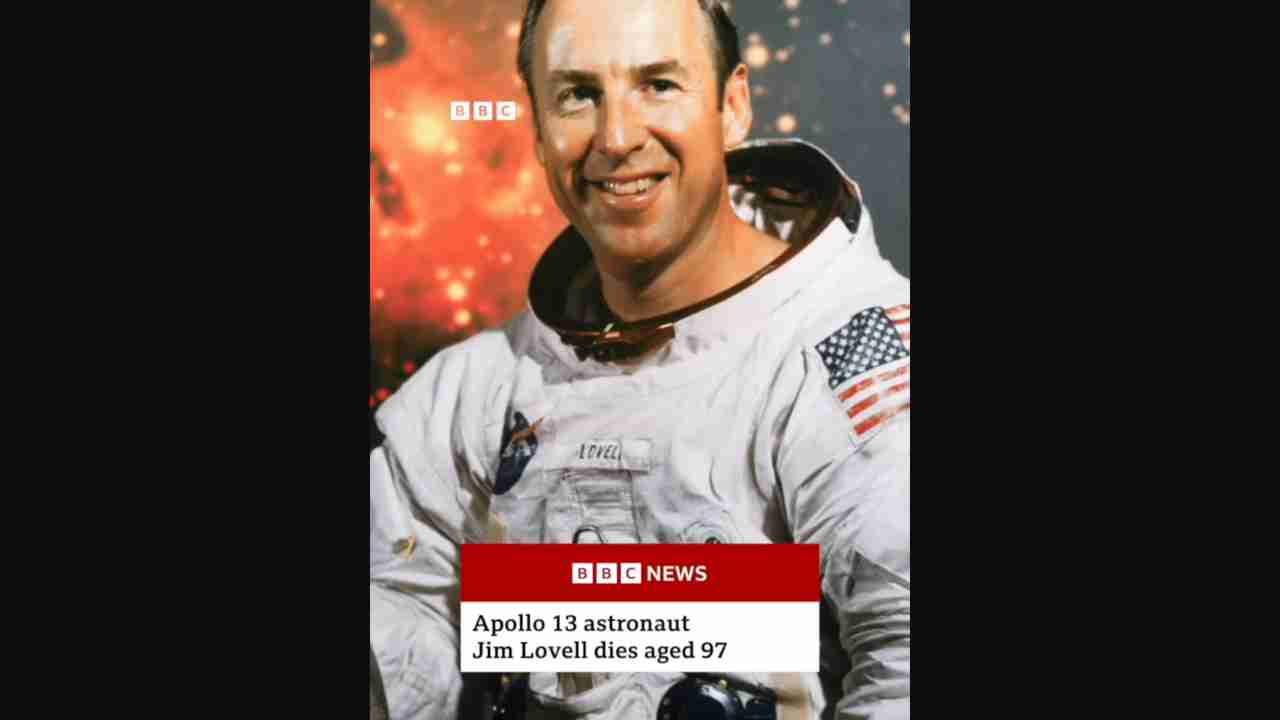 BBC
LOVELL
BBC NEWS
Apollo 13 astronaut
Jim Lovell dies aged 97